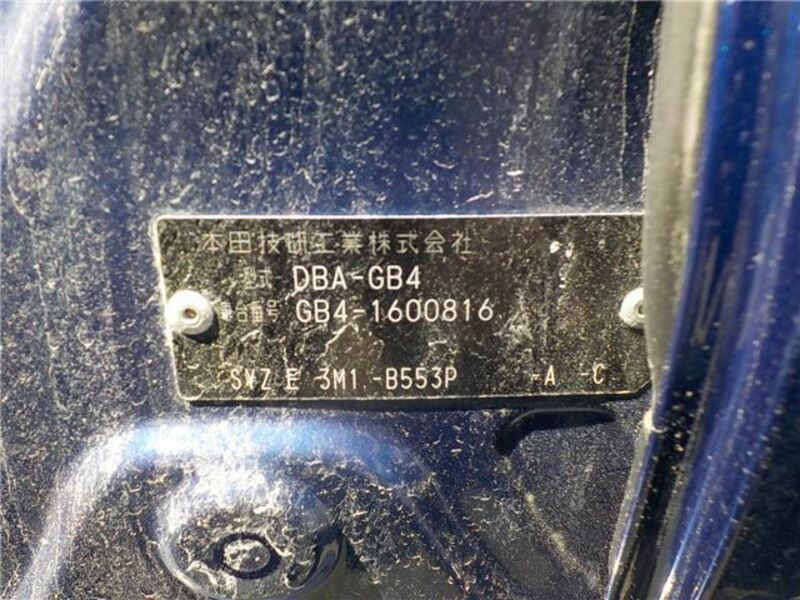 本田技研工業株式会社
型式 DBA-GB4
車台番号 GB4-1600816
3M1 -B553P -A -C